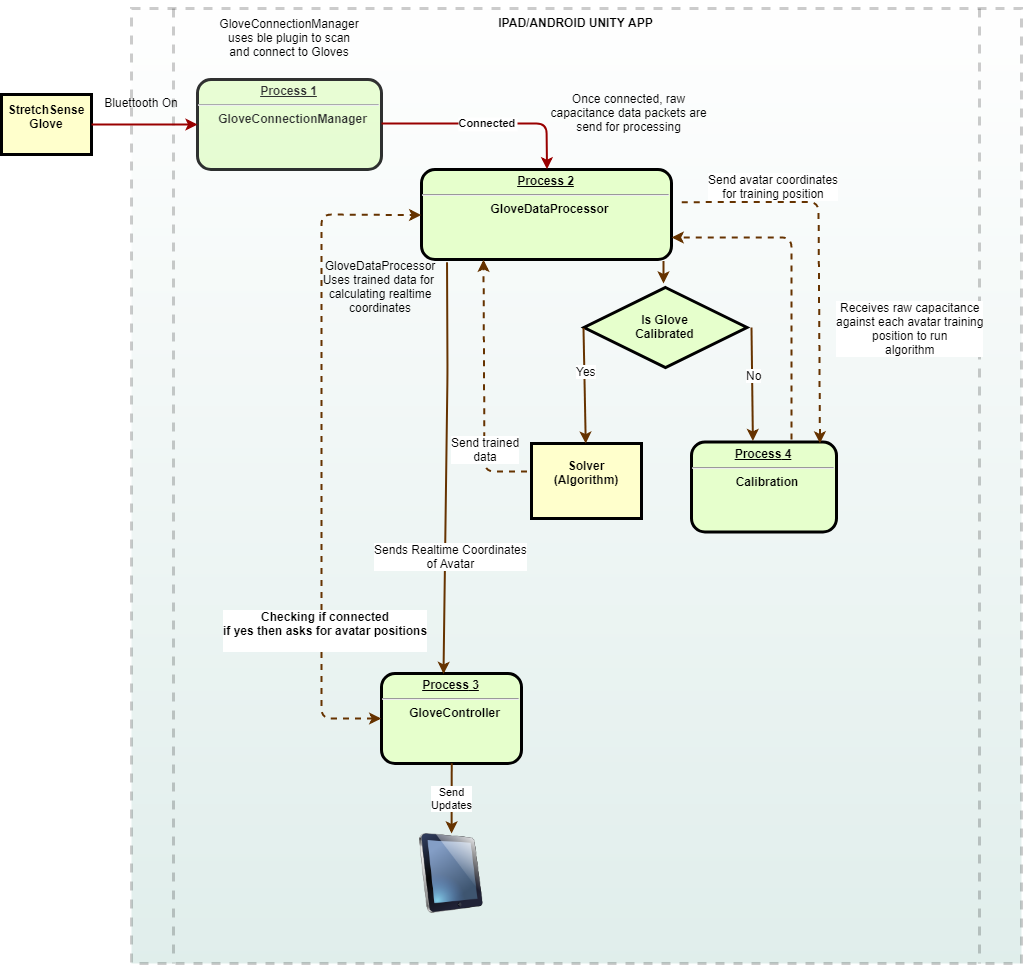 IPAD/ANDROID UNITY APP
GloveConnectionManager
uses ble plugin to scan
and connect to Gloves
StretchSense
Glove
Bluettooth On
Process 1
GloveConnectionManager
Connected
Once connected, raw
capacitance data packets are
send for processing
Process 2
GloveDataProcessor
Send avatar coordinates
for training position
GloveDataProcessor
Uses trained data for
calculating realtime
coordinates
Is Glove
Calibrated
Receives raw capacitance
against each avatar training
position to run
algorithm
Yes
No
Send trained
data
Solver
(Algorithm)
Process 4
Calibration
Sends Realtime Coordinates
of Avatar
Checking if connected
if yes then asks for avatar positions
Process 3
GloveController
Send
Updates